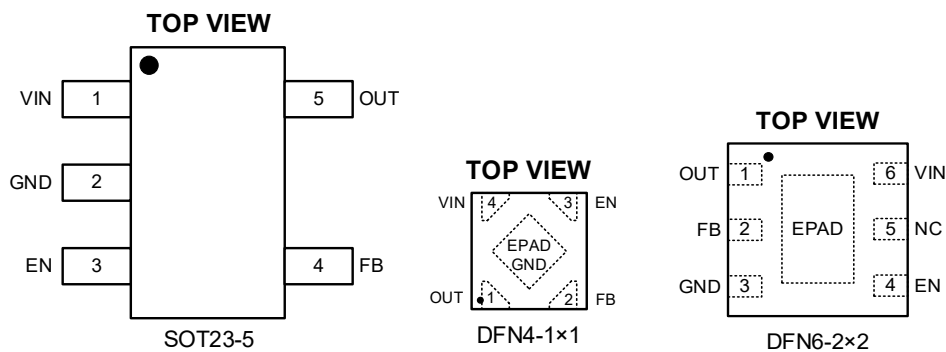 TOP VIEW
VIN 1 5 OUT
GND 2
EN 3 4 FB
SOT23-5
TOP VIEW
VIN 4 3 EN
EPAD
GND
OUT 1 2 FB
DFN4-1×1
TOP VIEW
OUT 1 6 VIN
FB 2 EPAD 5 NC
GND 3 4 EN
DFN6-2×2